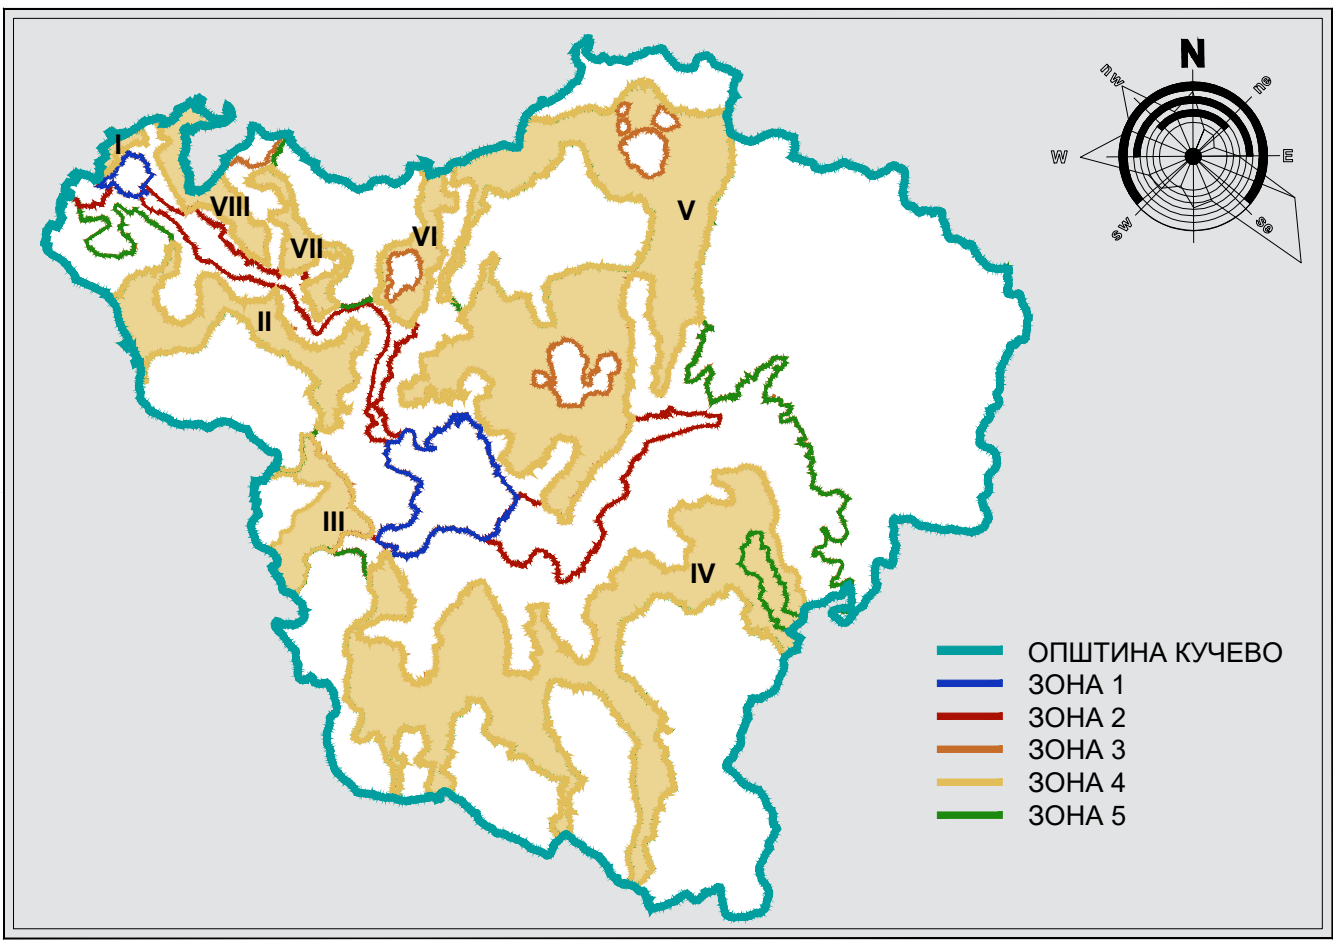 N
nw
ne
W
E
sw
se
I
VIII
V
VII
VI
II
III
IV
ОПШТИНА КУЧЕВО
ЗОНА 1
ЗОНА 2
ЗОНА 3
ЗОНА 4
ЗОНА 5